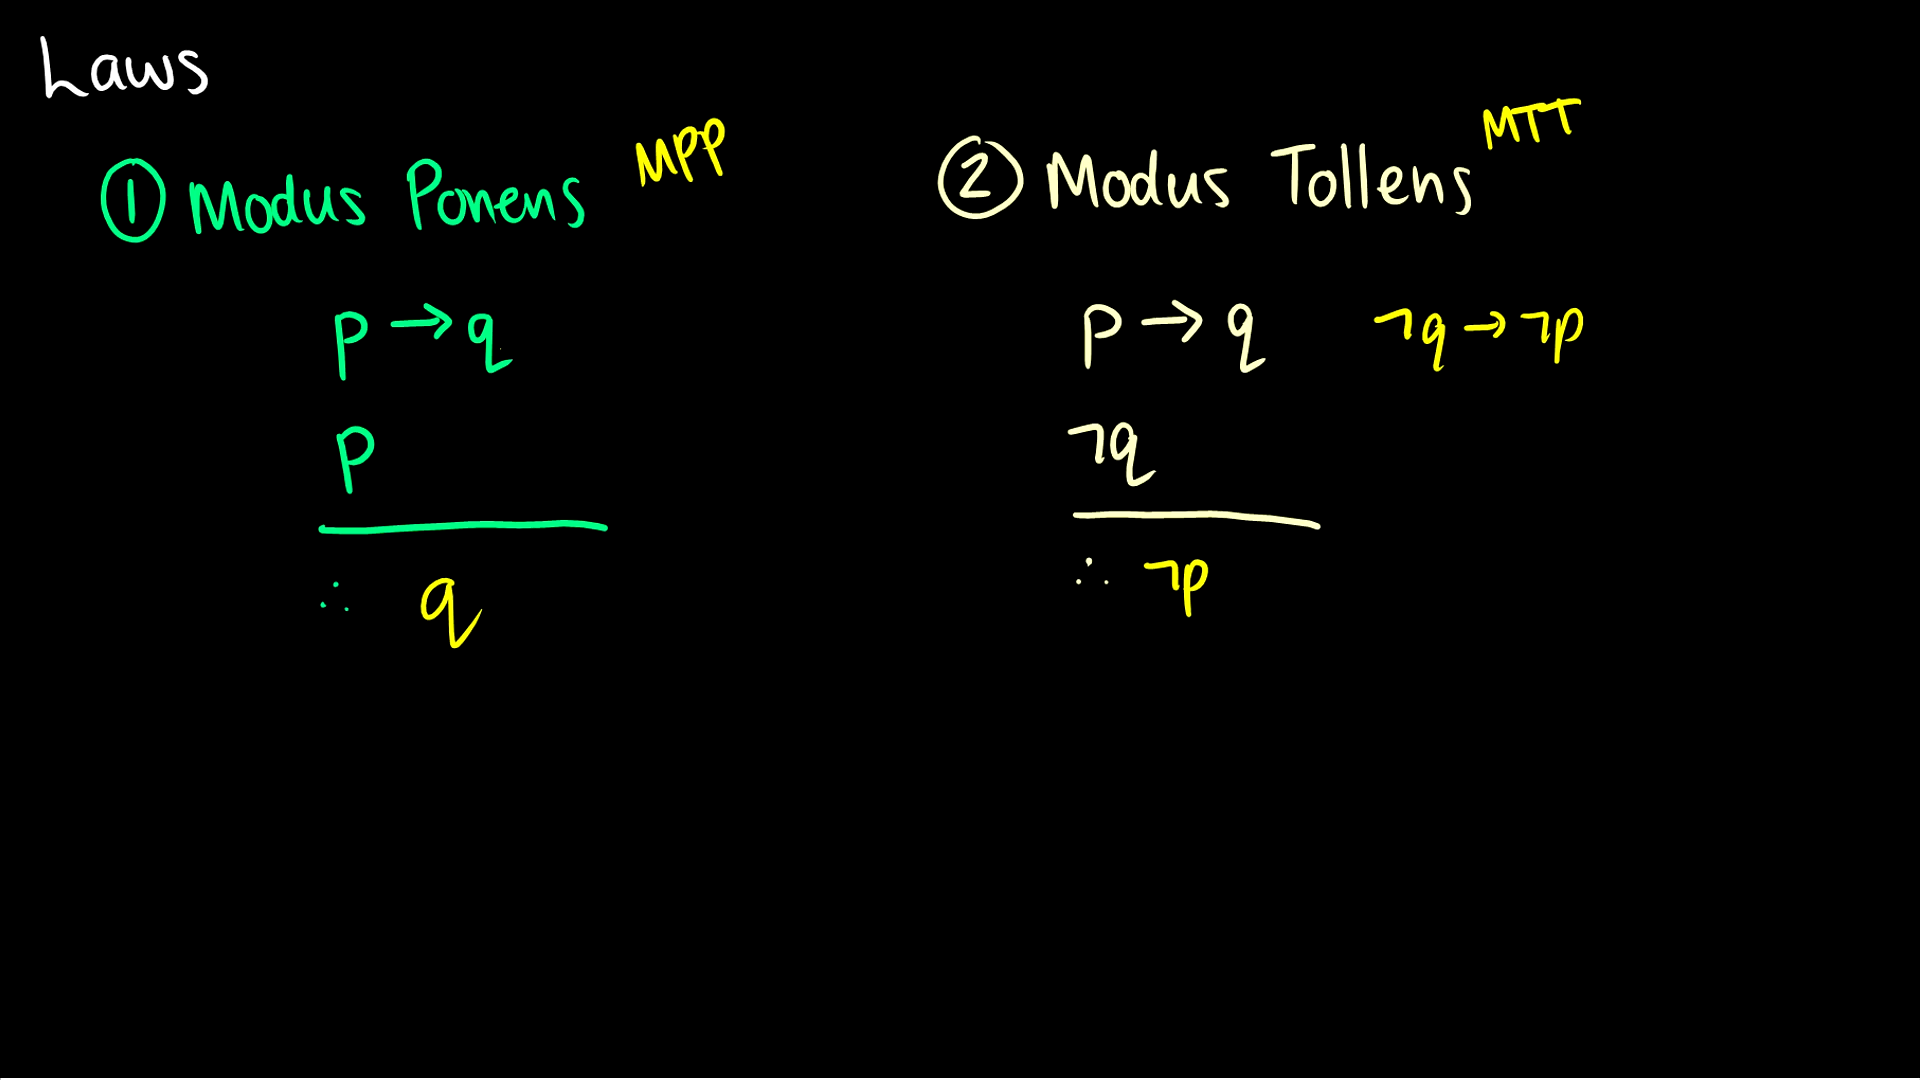 Laws
① Modus Ponens MPP
p → q
p
∴ q
② Modus Tollens MTT
p → q ¬q → ¬p
¬q
∴ ¬p